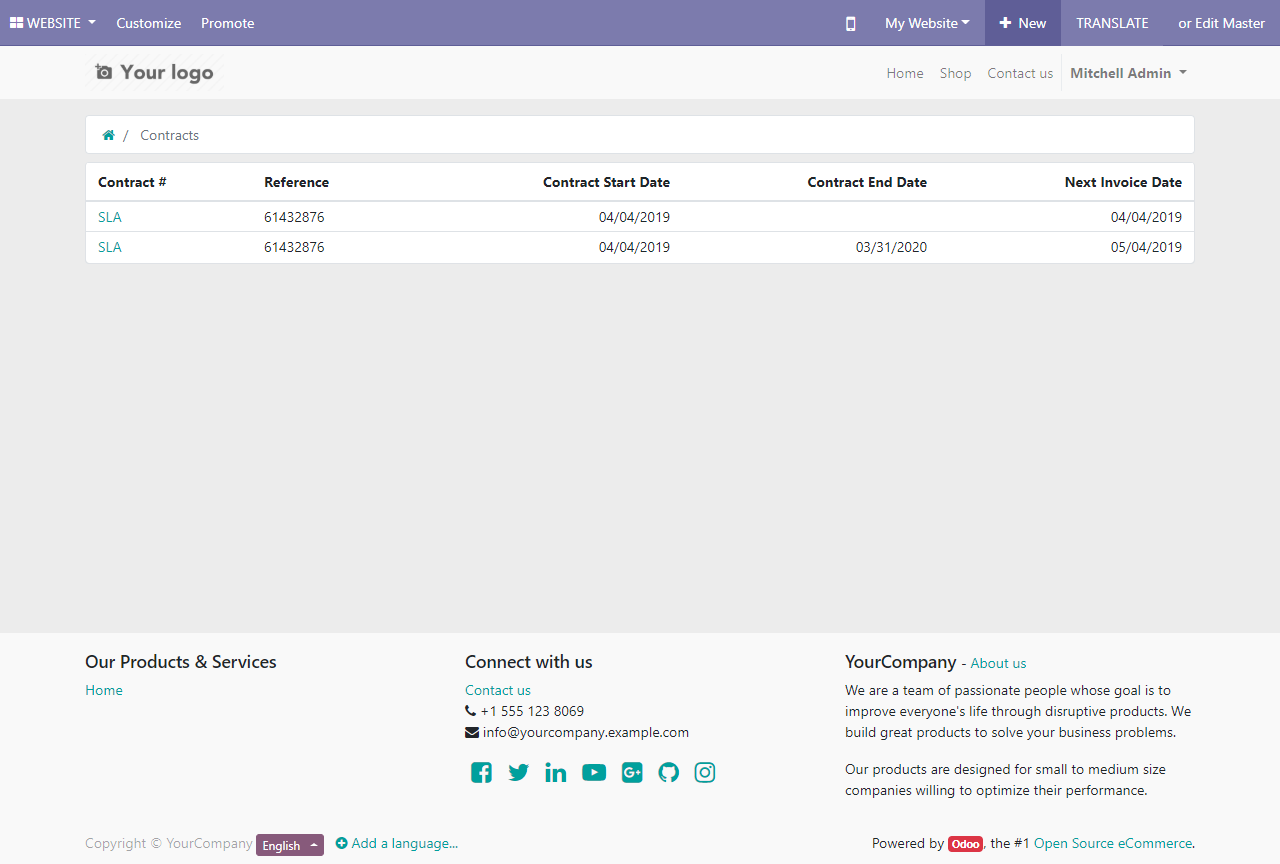 WEBSITE Customize Promote My Website New TRANSLATE or Edit Master
Your logo Home Shop Contact us Mitchell Admin
/ Contracts
Contract # Reference Contract Start Date Contract End Date Next Invoice Date
SLA 61432876 04/04/2019 04/04/2019
SLA 61432876 04/04/2019 03/31/2020 05/04/2019
Our Products & Services
Home
Connect with us
Contact us
+1 555 123 8069
info@yourcompany.example.com
YourCompany - About us
We are a team of passionate people whose goal is to
improve everyone's life through disruptive products. We
build great products to solve your business problems.
Our products are designed for small to medium size
companies willing to optimize their performance.
Copyright © YourCompany English Add a language...
Powered by Odoo, the #1 Open Source eCommerce.